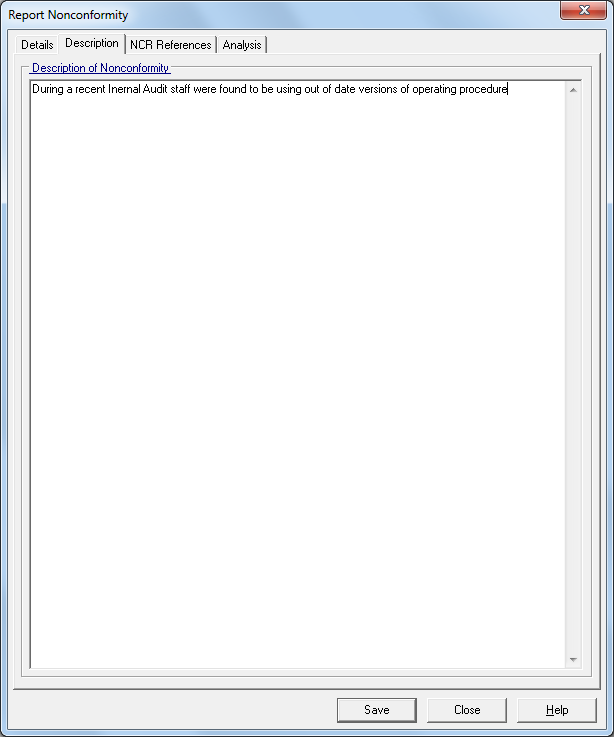 Report Nonconformity
Details Description NCR References Analysis
Description of Nonconformity
During a recent Inernal Audit staff were found to be using out of date versions of operating procedure
Save Close Help